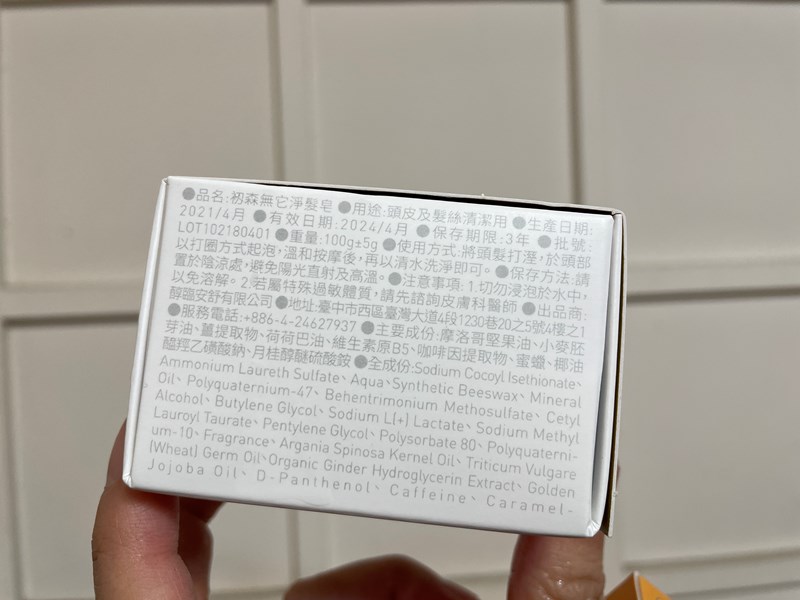 ●品名:初森無它淨髮皂 ●用途:頭皮及髮絲清潔用 ●生產日期:
2021/4月 ●有效日期:2024/4月 ●保存期限:3年 ●批號:
LOT102180401 ●重量:100g±5g ●使用方式:將頭髮打溼,於頭部
以打圈方式起泡,溫和按摩後,再以清水洗淨即可。●保存方法:請
置於陰涼處,避免陽光直射及高溫。●注意事項:1.切勿浸泡於水中,
以免溶解。2.若屬特殊過敏體質,請先諮詢皮膚科醫師 ●出品商:
醇臨安舒有限公司 ●地址:臺中市西區臺灣大道4段1230巷20之5號4樓之1
●服務電話:+886-4-24627937 ●主要成份:摩洛哥堅果油、小麥胚
芽油、薑提取物、荷荷巴油、維生素原B5、咖啡因提取物、蜜蠟、椰油
醯羥乙磺酸鈉、月桂醇醚硫酸銨 ●全成份:Sodium Cocoyl Isethionate、
Ammonium Laureth Sulfate、Aqua、Synthetic Beeswax、Mineral
Oil、Polyquaternium-47、Behentrimonium Methosulfate、Cetyl
Alcohol、Butylene Glycol、Sodium L(+) Lactate、Sodium Methyl
Lauroyl Taurate、Pentylene Glycol、Polysorbate 80、Polyquaterni-
um-10、Fragrance、Argania Spinosa Kernel Oil、Triticum Vulgare
(Wheat) Germ Oil、Organic Ginder Hydroglycerin Extract、Golden
Jojoba Oil、D-Panthenol、Caffeine、Caramel-